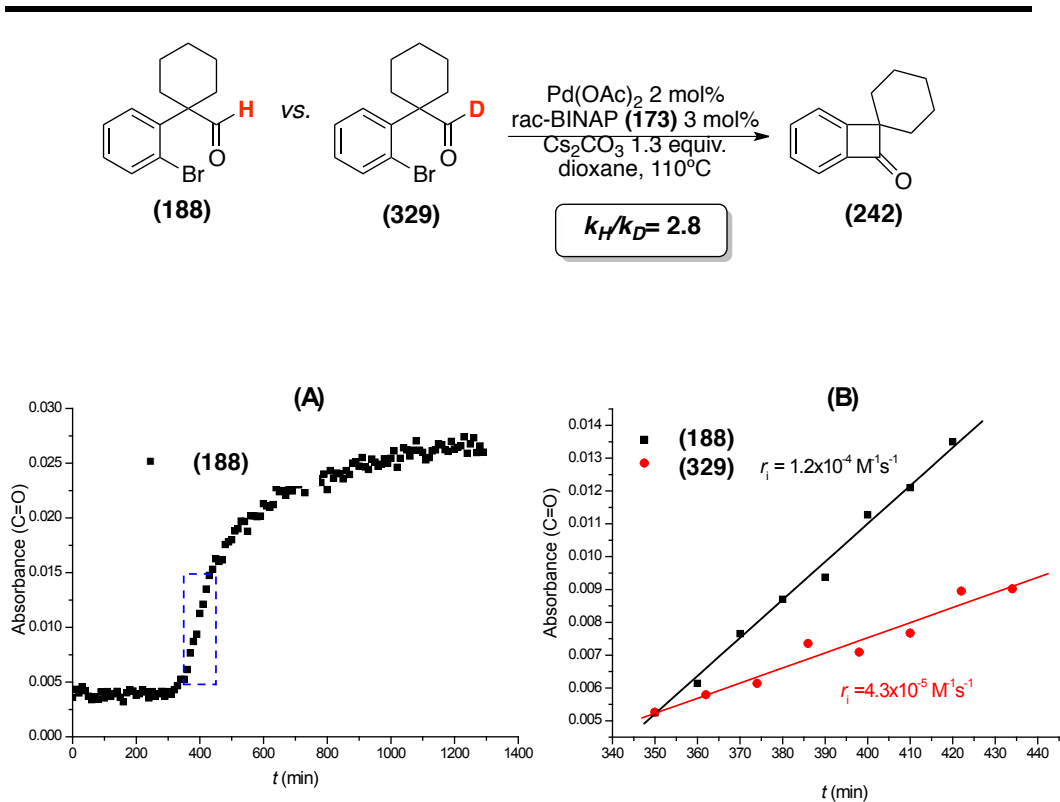 H
vs.
D
O
O
Br
Br
(188)
(329)
Pd(OAc)₂ 2 mol%
rac-BINAP (173) 3 mol%
Cs₂CO₃ 1.3 equiv.
dioxane, 110ºC
k_H/k_D= 2.8
O
(242)
(A)
0.030
0.025
0.020
0.015
0.010
0.005
0.000
Absorbance (C=O)
(188)
0 200 400 600 800 1000 1200 1400
t (min)
(B)
0.014
0.013
0.012
0.011
0.010
0.009
0.008
0.007
0.006
0.005
Absorbance (C=O)
(188)
(329)
rᵢ = 1.2x10⁻⁴ M⁻¹s⁻¹
rᵢ =4.3x10⁻⁵ M⁻¹s⁻¹
340 350 360 370 380 390 400 410 420 430 440
t (min)